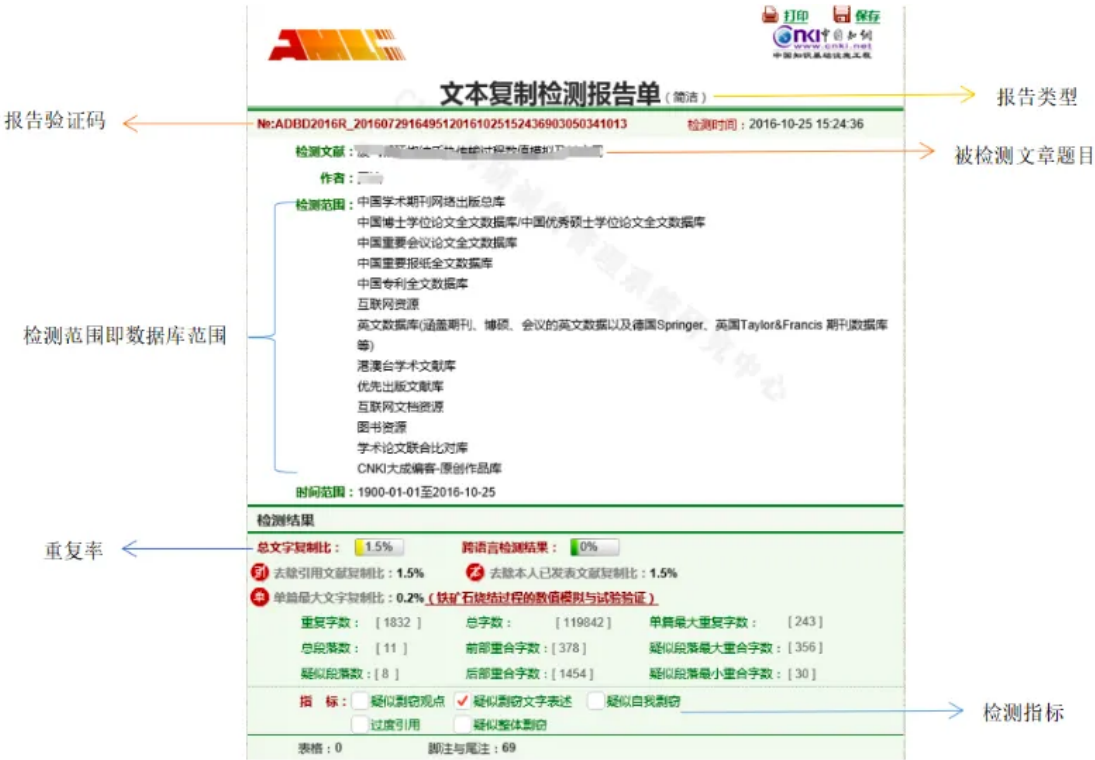 打印 保存
AMLC
CNKI中国知网
www.cnki.net
中国知识基础设施工程
文本复制检测报告单(简洁)
报告类型
报告验证码
№:ADBD2016R_2016072916495120161025152436903050341013
检测时间:2016-10-25 15:24:36
检测文献:
被检测文章题目
作者:
检测范围:中国学术期刊网络出版总库
中国博士学位论文全文数据库/中国优秀硕士学位论文全文数据库
中国重要会议论文全文数据库
中国重要报纸全文数据库
中国专利全文数据库
互联网资源
检测范围即数据库范围
英文数据库(涵盖期刊、博硕、会议的英文数据以及德国Springer、英国Taylor&Francis 期刊数据库
等)
港澳台学术文献库
优先出版文献库
互联网文档资源
图书资源
学术论文联合比对库
CNKI大成编客-原创作品库
时间范围:1900-01-01至2016-10-25
检测结果
重复率
总文字复制比: 1.5% 跨语言检测结果: 0%
引 去除引用文献复制比:1.5% 去除本人已发表文献复制比:1.5%
单 单篇最大文字复制比:0.2%(铁矿石烧结过程的数值模拟与试验验证)
重复字数: [1832] 总字数: [119842] 单篇最大重复字数: [243]
总段落数: [11] 前部重合字数:[378] 疑似段落最大重合字数:[356]
疑似段落数:[8] 后部重合字数:[1454] 疑似段落最小重合字数:[30]
指 标: 疑似剽窃观点 疑似剽窃文字表述 疑似自我剽窃
过度引用 疑似整体剽窃
检测指标
表格:0 脚注与尾注:69